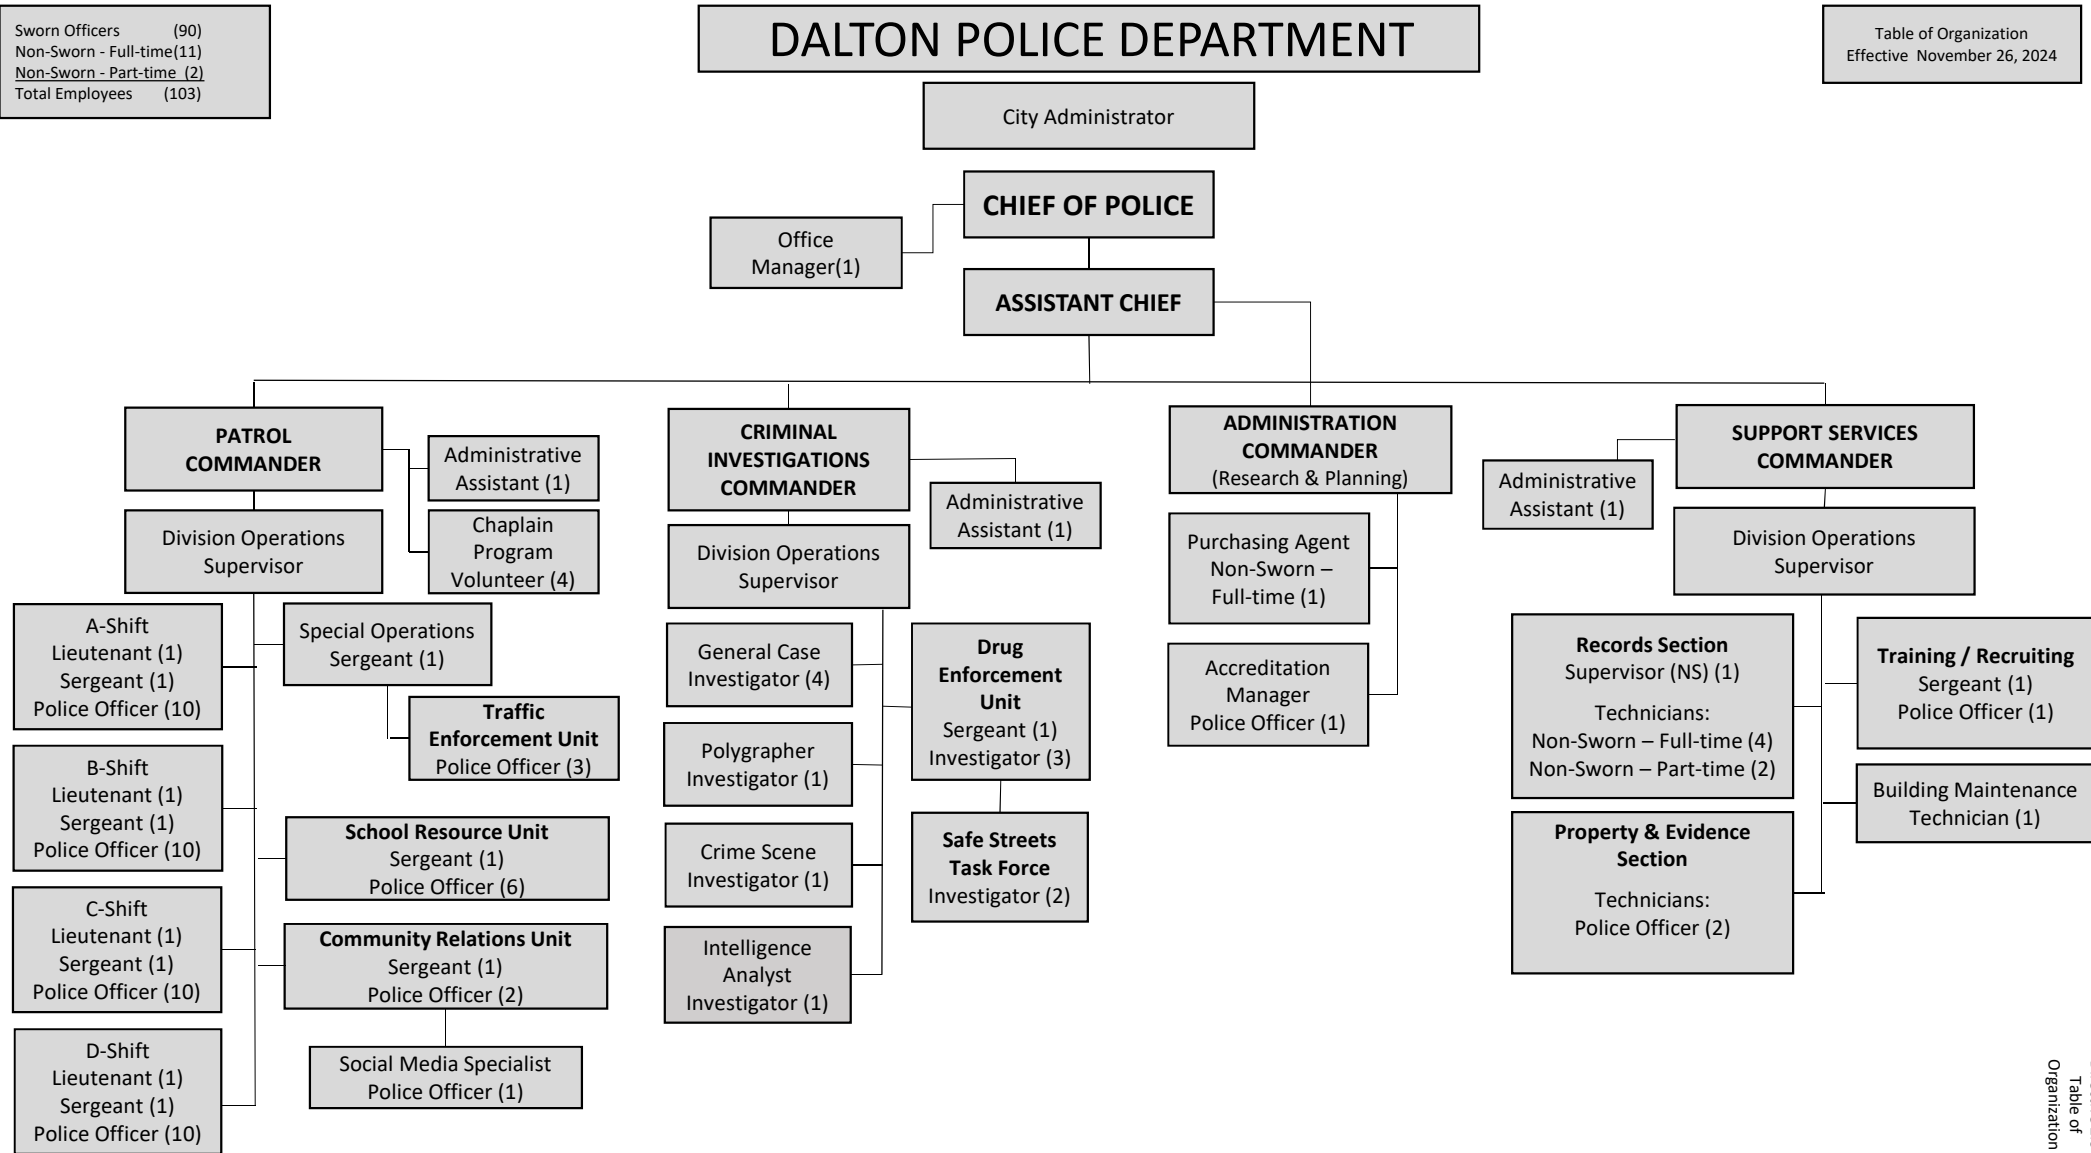 Sworn Officers (90)
Non-Sworn - Full-time(11)
Non-Sworn - Part-time (2)
Total Employees (103)
DALTON POLICE DEPARTMENT
Table of Organization
Effective November 26, 2024
City Administrator
CHIEF OF POLICE
Office
Manager(1)
ASSISTANT CHIEF
PATROL
COMMANDER
Administrative
Assistant (1)
Chaplain
Program
Volunteer (4)
Division Operations
Supervisor
A-Shift
Lieutenant (1)
Sergeant (1)
Police Officer (10)
Special Operations
Sergeant (1)
Traffic
Enforcement Unit
Police Officer (3)
B-Shift
Lieutenant (1)
Sergeant (1)
Police Officer (10)
School Resource Unit
Sergeant (1)
Police Officer (6)
C-Shift
Lieutenant (1)
Sergeant (1)
Police Officer (10)
Community Relations Unit
Sergeant (1)
Police Officer (2)
D-Shift
Lieutenant (1)
Sergeant (1)
Police Officer (10)
Social Media Specialist
Police Officer (1)
CRIMINAL
INVESTIGATIONS
COMMANDER
Administrative
Assistant (1)
Division Operations
Supervisor
General Case
Investigator (4)
Drug
Enforcement
Unit
Sergeant (1)
Investigator (3)
Polygrapher
Investigator (1)
Crime Scene
Investigator (1)
Safe Streets
Task Force
Investigator (2)
Intelligence
Analyst
Investigator (1)
ADMINISTRATION
COMMANDER
(Research & Planning)
Purchasing Agent
Non-Sworn –
Full-time (1)
Accreditation
Manager
Police Officer (1)
SUPPORT SERVICES
COMMANDER
Administrative
Assistant (1)
Division Operations
Supervisor
Records Section
Supervisor (NS) (1)
Technicians:
Non-Sworn – Full-time (4)
Non-Sworn – Part-time (2)
Training / Recruiting
Sergeant (1)
Police Officer (1)
Building Maintenance
Technician (1)
Property & Evidence
Section
Technicians:
Police Officer (2)
Table of
Organization